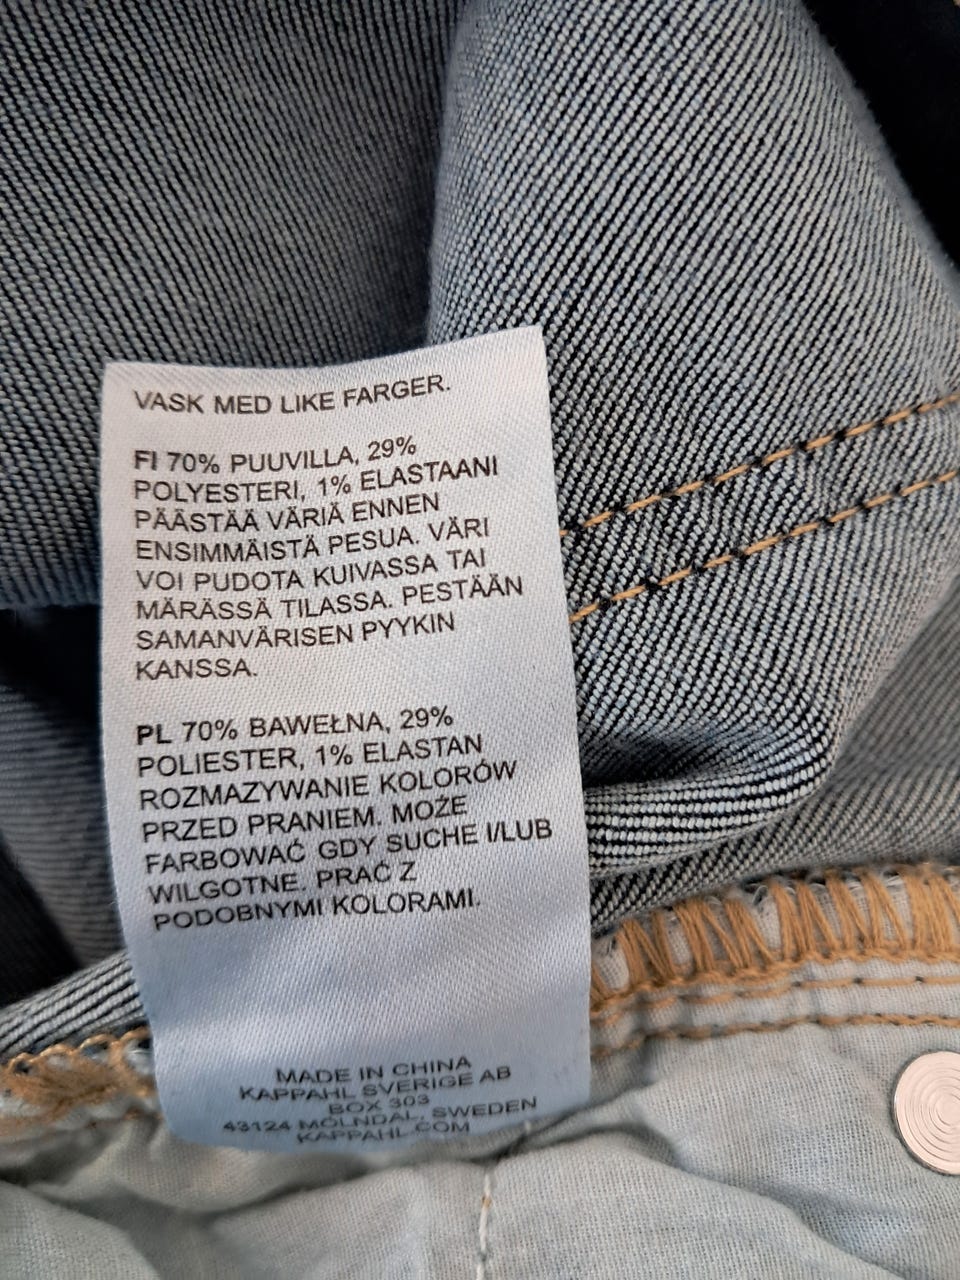 VASK MED LIKE FARGER.
FI 70% PUUVILLA, 29%
POLYESTERI, 1% ELASTAANI
PÄÄSTÄÄ VÄRIÄ ENNEN
ENSIMMÄISTÄ PESUA. VÄRI
VOI PUDOTA KUIVASSA TAI
MÄRÄSSÄ TILASSA. PESTÄÄN
SAMANVÄRISEN PYYKIN
KANSSA.
PL 70% BAWEŁNA, 29%
POLIESTER, 1% ELASTAN
ROZMAZYWANIE KOLORÓW
PRZED PRANIEM. MOŻE
FARBOWAĆ GDY SUCHE I/LUB
WILGOTNE. PRAĆ Z
PODOBNYMI KOLORAMI.
MADE IN CHINA
KAPPAHL SVERIGE AB
BOX 303
43124 MÖLNDAL, SWEDEN
KAPPAHL.COM